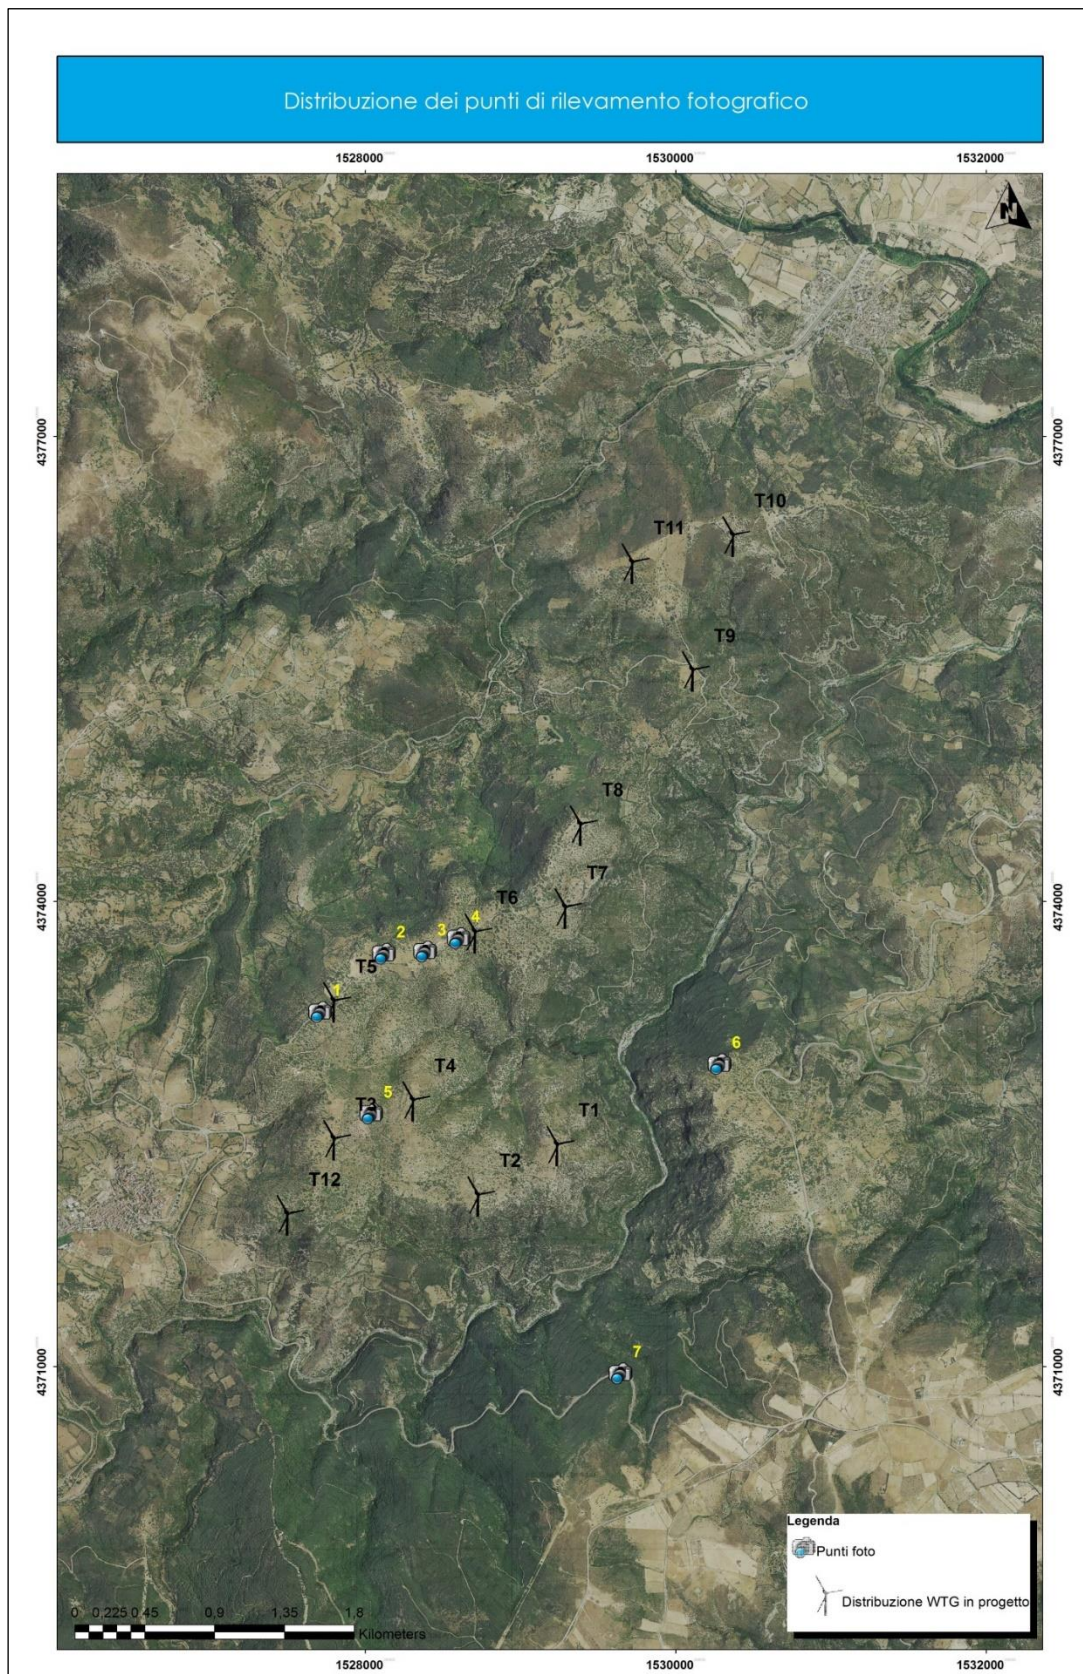 Distribuzione dei punti di rilevamento fotografico
1528000 1530000 1532000
N
4377000 4377000
T10
T11
T9
T8
T7
T6
4374000 4374000
4
3
2
T5
1
6
T4
5
T3
T1
T2
T12
7
4371000 4371000
Legenda
Punti foto
Distribuzione WTG in progetto
0 0,225 0,45 0,9 1,35 1,8
Kilometers
1528000 1530000 1532000